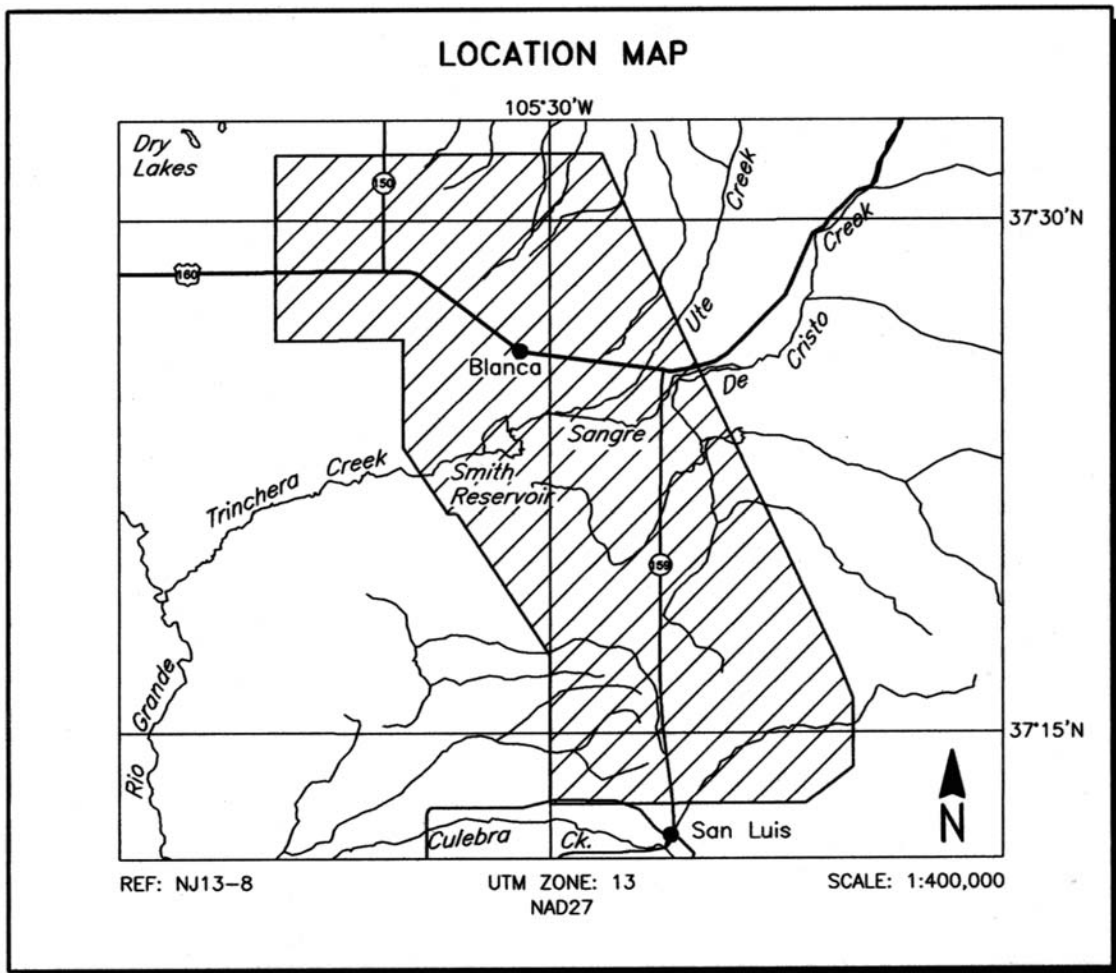 LOCATION MAP
105°30'W
Dry
Lakes
150
Creek
Creek
37°30'N
160
Ute
Cristo
De
Blanca
Sangre
Trinchera Creek
Smith
Reservoir
159
Rio Grande
37°15'N
N
San Luis
Culebra Ck.
REF: NJ13-8
UTM ZONE: 13
SCALE: 1:400,000
NAD27